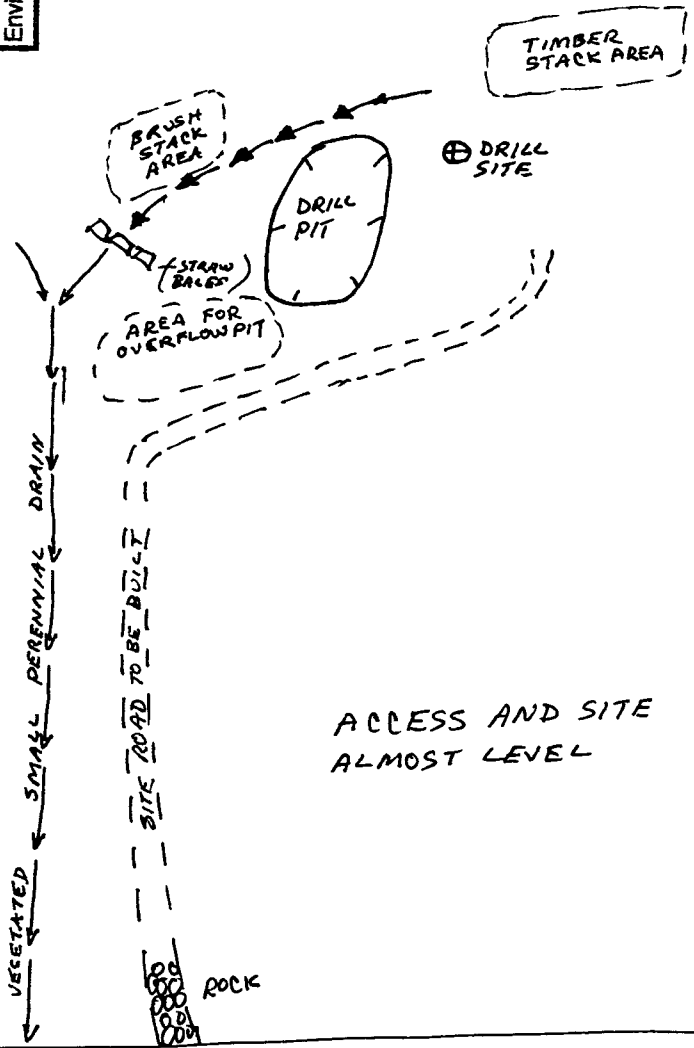 Envi
TIMBER
STACK AREA
BRUSH
STACK
AREA
DRILL
SITE
DRILL
PIT
(STRAW
BALES)
AREA FOR
OVERFLOW PIT
VEGETATED SMALL PERENNIAL DRAIN
SITE ROAD TO BE BUILT
ACCESS AND SITE
ALMOST LEVEL
ROCK